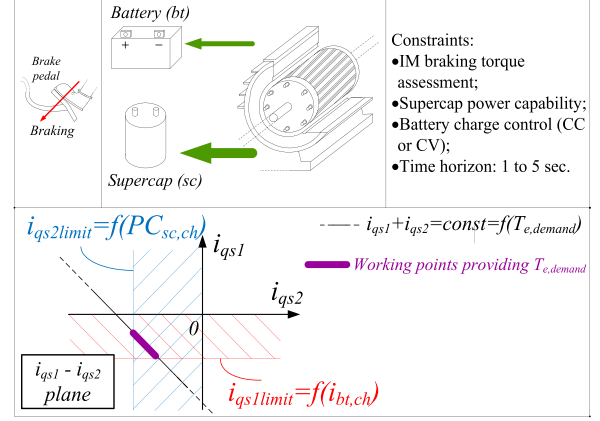 Battery (bt)
+ −
Brake
pedal
Braking
Supercap (sc)
Constraints:
•IM braking torque
assessment;
•Supercap power capability;
•Battery charge control (CC
or CV);
•Time horizon: 1 to 5 sec.
iqs2limit=f(PCsc,ch)
iqs1
iqs1+iqs2=const=f(Te,demand)
Working points providing Te,demand
iqs2
0
iqs1 - iqs2
plane
iqs1limit=f(ibt,ch)